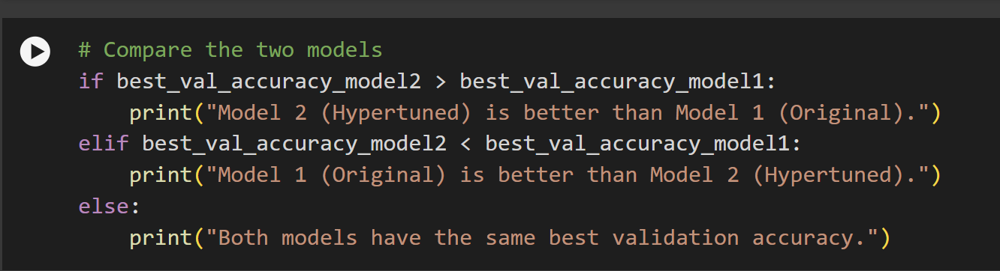 # Compare the two models
if best_val_accuracy_model2 > best_val_accuracy_model1:
    print("Model 2 (Hypertuned) is better than Model 1 (Original).")
elif best_val_accuracy_model2 < best_val_accuracy_model1:
    print("Model 1 (Original) is better than Model 2 (Hypertuned).")
else:
    print("Both models have the same best validation accuracy.")